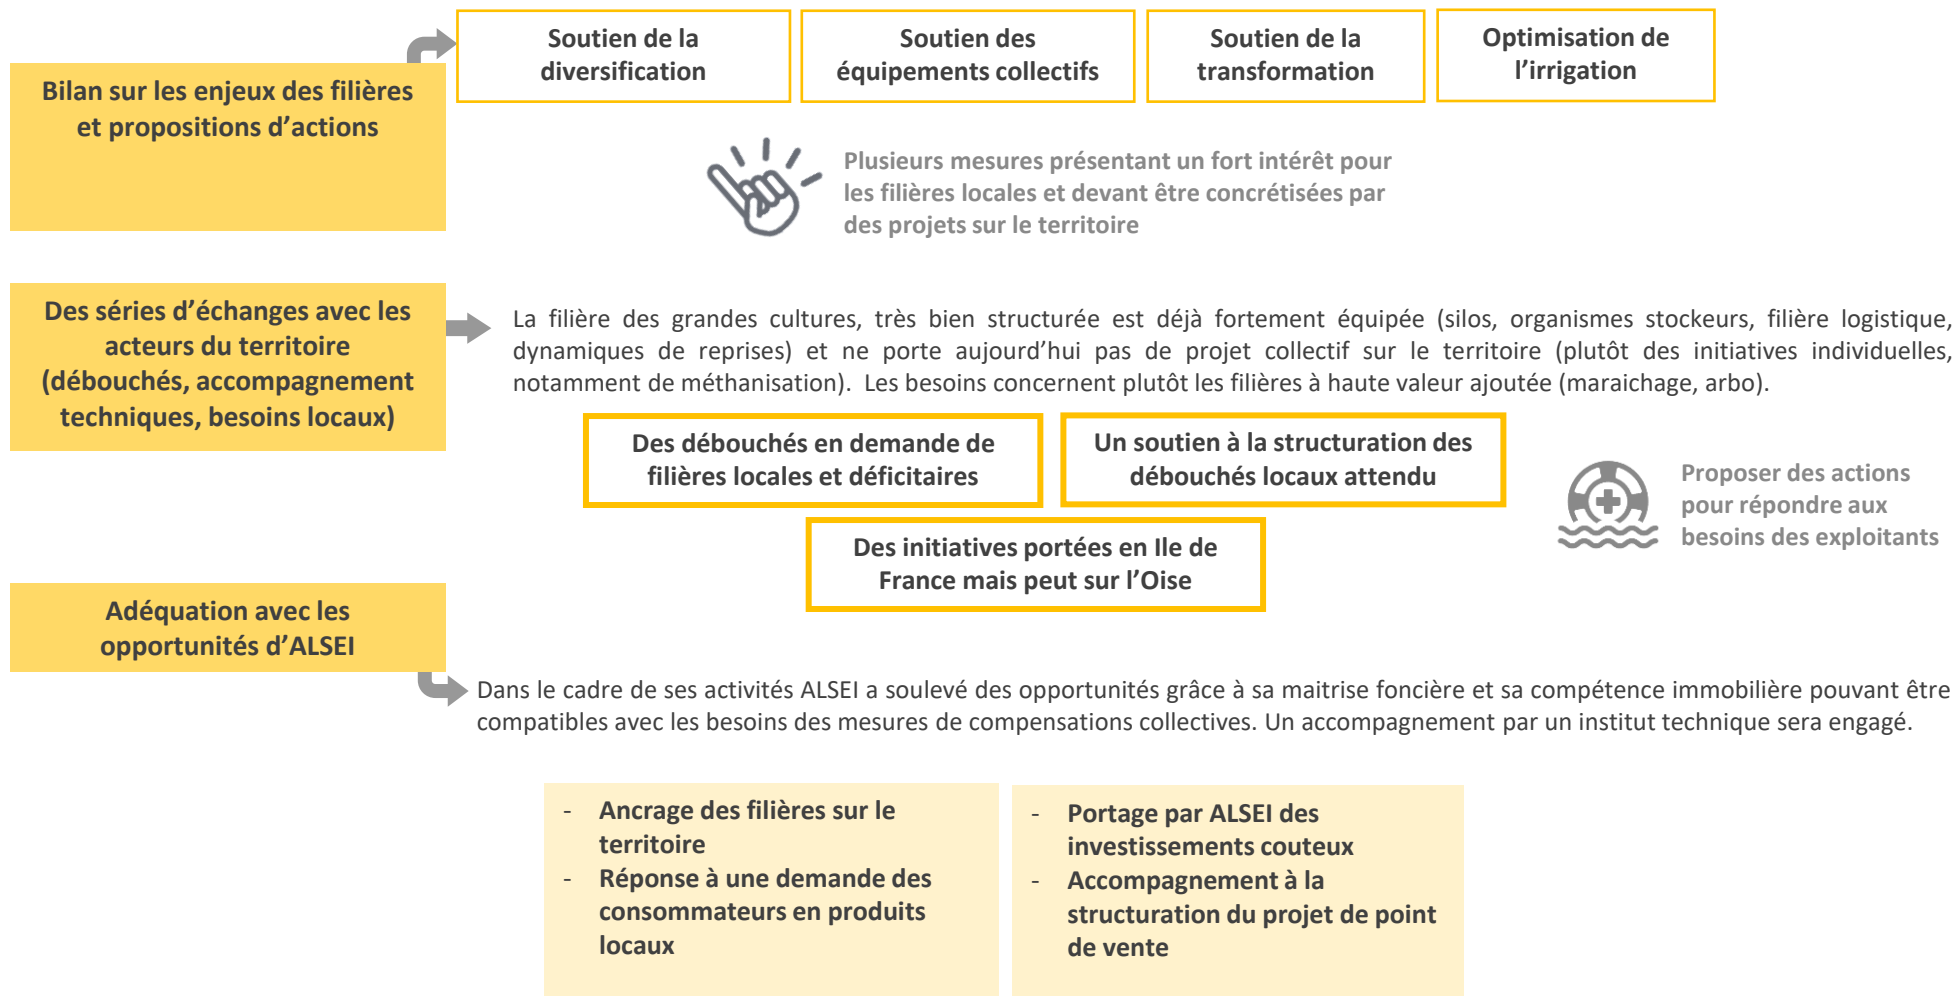 Bilan sur les enjeux des filières
et propositions d’actions
Soutien de la
diversification
Soutien des
équipements collectifs
Soutien de la
transformation
Optimisation de
l’irrigation
Plusieurs mesures présentant un fort intérêt pour
les filières locale et devant être concrétisées par
des projets sur le territoire
Des séries d’échanges avec les
acteurs du territoire
(débouchés, accompagnement
techniques, besoins locaux)
La filière des grandes cultures, très bien structurée est déjà fortement équipée (silos, organismes stockeurs, filière logistique,
dynamiques de reprises) et ne porte aujourd’hui pas de projet collectif sur le territoire (plutôt des initiatives individuelles,
notamment de méthanisation). Les besoins concernent plutôt les filières à haute valeur ajoutée (maraichage, arbo).
Des débouchés en demande de
filières locales et déficitaires
Un soutien à la structuration des
débouchés locaux attendu
Des initiatives portées en Ile de
France mais peut sur l’Oise
Proposer des actions
pour répondre aux
besoins des exploitants
Adéquation avec les
opportunités d’ALSEI
Dans le cadre de ses activités ALSEI a soulevé des opportunités grâce à sa maitrise foncière et sa compétence immobilière pouvant être
compatibles avec les besoins des mesures de compensations collectives. Un accompagnement par un institut technique sera engagé.
- Ancrage des filières sur le
territoire
- Réponse à une demande des
consommateurs en produits
locaux
- Portage par ALSEI des
investissements couteux
- Accompagnement à la
structuration du projet de point
de vente